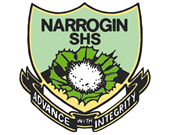 NARROGIN
SHS
ADVANCE WITH INTEGRITY